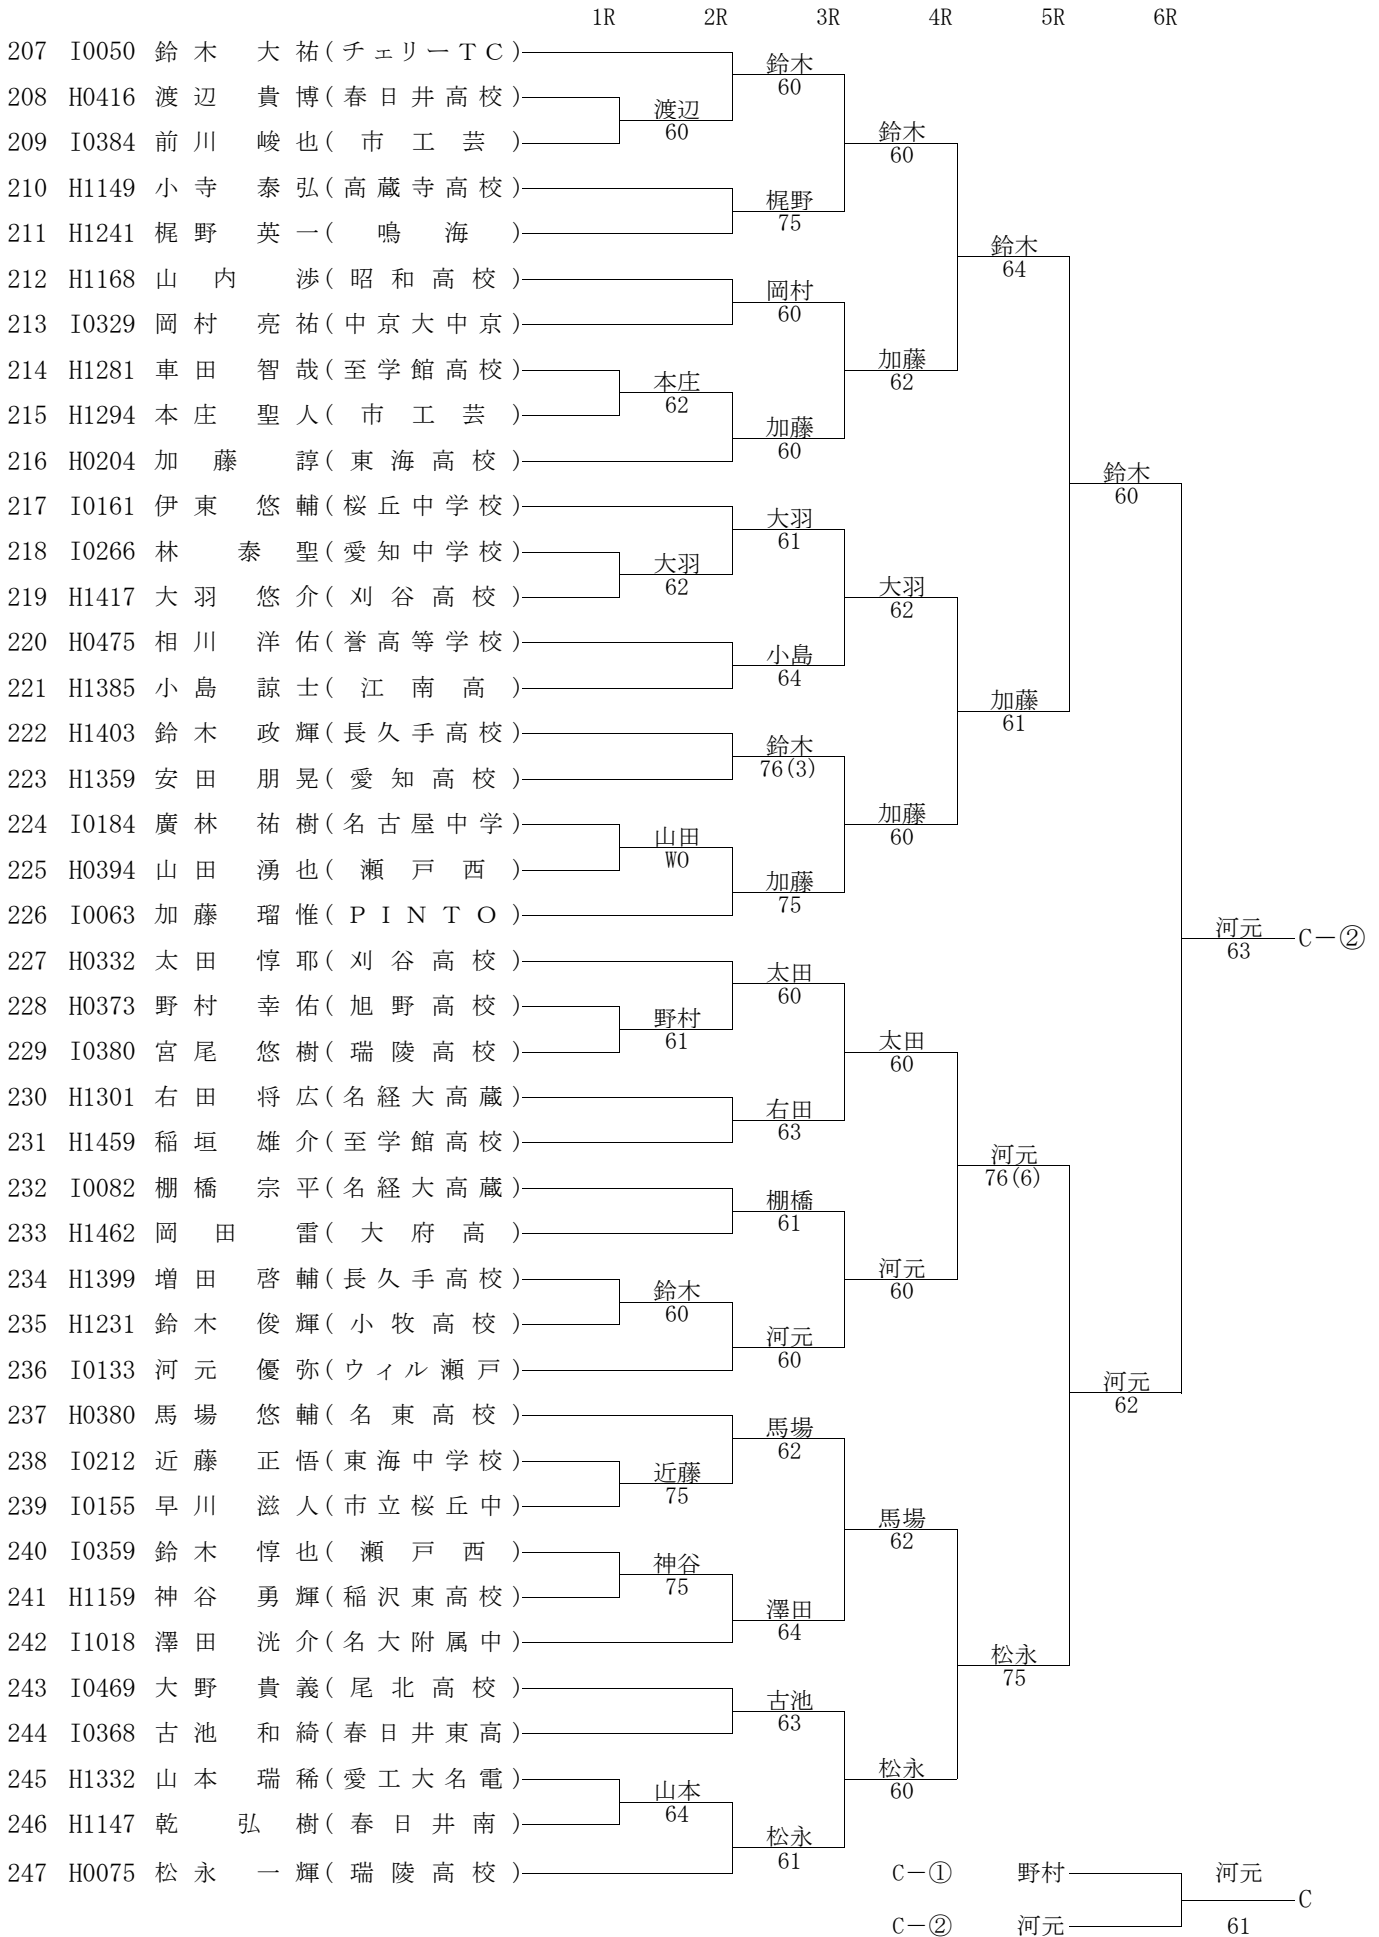 1R 2R 3R 4R 5R 6R
207 I0050 鈴木 大祐(チェリーTC)
鈴木
60
208 H0416 渡辺 貴博(春日井高校)
渡辺
60
209 I0384 前川 峻也(市工芸)
鈴木
60
210 H1149 小寺 泰弘(高蔵寺高校)
梶野
75
211 H1241 梶野 英一(鳴海)
鈴木
64
212 H1168 山内 渉(昭和高校)
岡村
60
213 I0329 岡村 亮祐(中京大中京)
加藤
62
214 H1281 車田 智哉(至学館高校)
本庄
62
215 H1294 本庄 聖人(市工芸)
加藤
60
216 H0204 加藤 諄(東海高校)
鈴木
60
217 I0161 伊東 悠輔(桜丘中学校)
大羽
61
218 I0266 林 泰聖(愛知中学校)
大羽
62
219 H1417 大羽 悠介(刈谷高校)
大羽
62
220 H0475 相川 洋佑(誉高等学校)
小島
64
221 H1385 小島 諒士(江南高)
加藤
61
222 H1403 鈴木 政輝(長久手高校)
鈴木
76(3)
223 H1359 安田 朋晃(愛知高校)
加藤
60
224 I0184 廣林 祐樹(名古屋中学)
山田
WO
225 H0394 山田 湧也(瀬戸西)
加藤
75
226 I0063 加藤 瑠惟(PINTO)
河元
63
C-②
227 H0332 太田 惇耶(刈谷高校)
太田
60
228 H0373 野村 幸佑(旭野高校)
野村
61
229 I0380 宮尾 悠樹(瑞陵高校)
太田
60
230 H1301 右田 将広(名経大高蔵)
右田
63
231 H1459 稲垣 雄介(至学館高校)
河元
76(6)
232 I0082 棚橋 宗平(名経大高蔵)
棚橋
61
233 H1462 岡田 雷(大府高)
河元
60
234 H1399 増田 啓輔(長久手高校)
鈴木
60
235 H1231 鈴木 俊輝(小牧高校)
河元
60
236 I0133 河元 優弥(ウィル瀬戸)
河元
62
237 H0380 馬場 悠輔(名東高校)
馬場
62
238 I0212 近藤 正悟(東海中学校)
近藤
75
239 I0155 早川 滋人(市立桜丘中)
馬場
62
240 I0359 鈴木 惇也(瀬戸西)
神谷
75
241 H1159 神谷 勇輝(稲沢東高校)
澤田
64
242 I1018 澤田 洸介(名大附属中)
松永
75
243 I0469 大野 貴義(尾北高校)
古池
63
244 I0368 古池 和綺(春日井東高)
松永
60
245 H1332 山本 瑞稀(愛工大名電)
山本
64
246 H1147 乾 弘樹(春日井南)
松永
61
247 H0075 松永 一輝(瑞陵高校)
C-① 野村 河元
C
C-② 河元 61